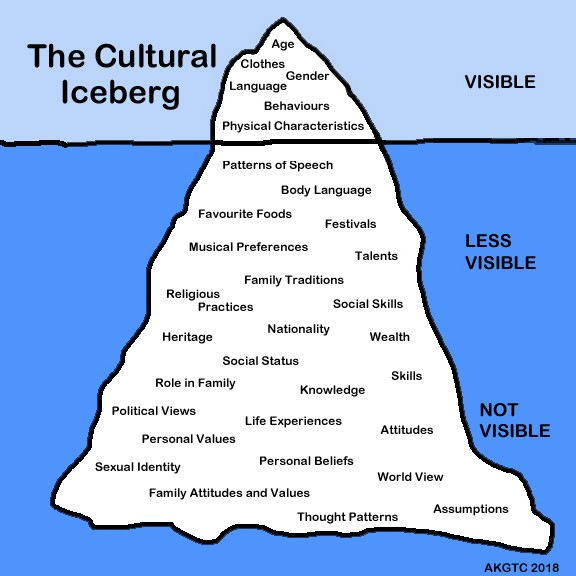 The Cultural
Iceberg
VISIBLE
Age
Clothes
Gender
Language
Behaviours
Physical Characteristics
LESS
VISIBLE
Patterns of Speech
Body Language
Favourite Foods
Festivals
Musical Preferences
Talents
Family Traditions
Religious
Practices
Social Skills
Nationality
Heritage
Wealth
Social Status
Skills
Role in Family
Knowledge
NOT
VISIBLE
Political Views
Life Experiences
Attitudes
Personal Values
Personal Beliefs
Sexual Identity
World View
Family Attitudes and Values
Assumptions
Thought Patterns
AKGTC 2018